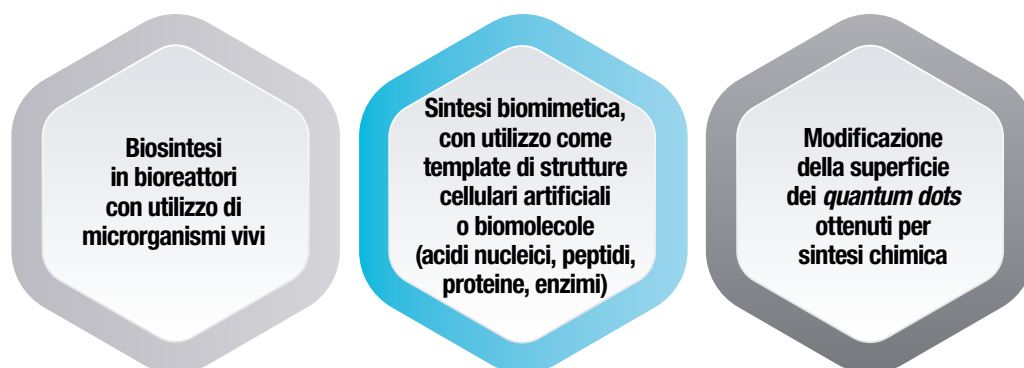 Biosintesi
in bioreattori
con utilizzo di
microrganismi vivi
Sintesi biomimetica,
con utilizzo come
template di strutture
cellulari artificiali
o biomolecole
(acidi nucleici, peptidi,
proteine, enzimi)
Modificazione
della superficie
dei quantum dots
ottenuti per
sintesi chimica